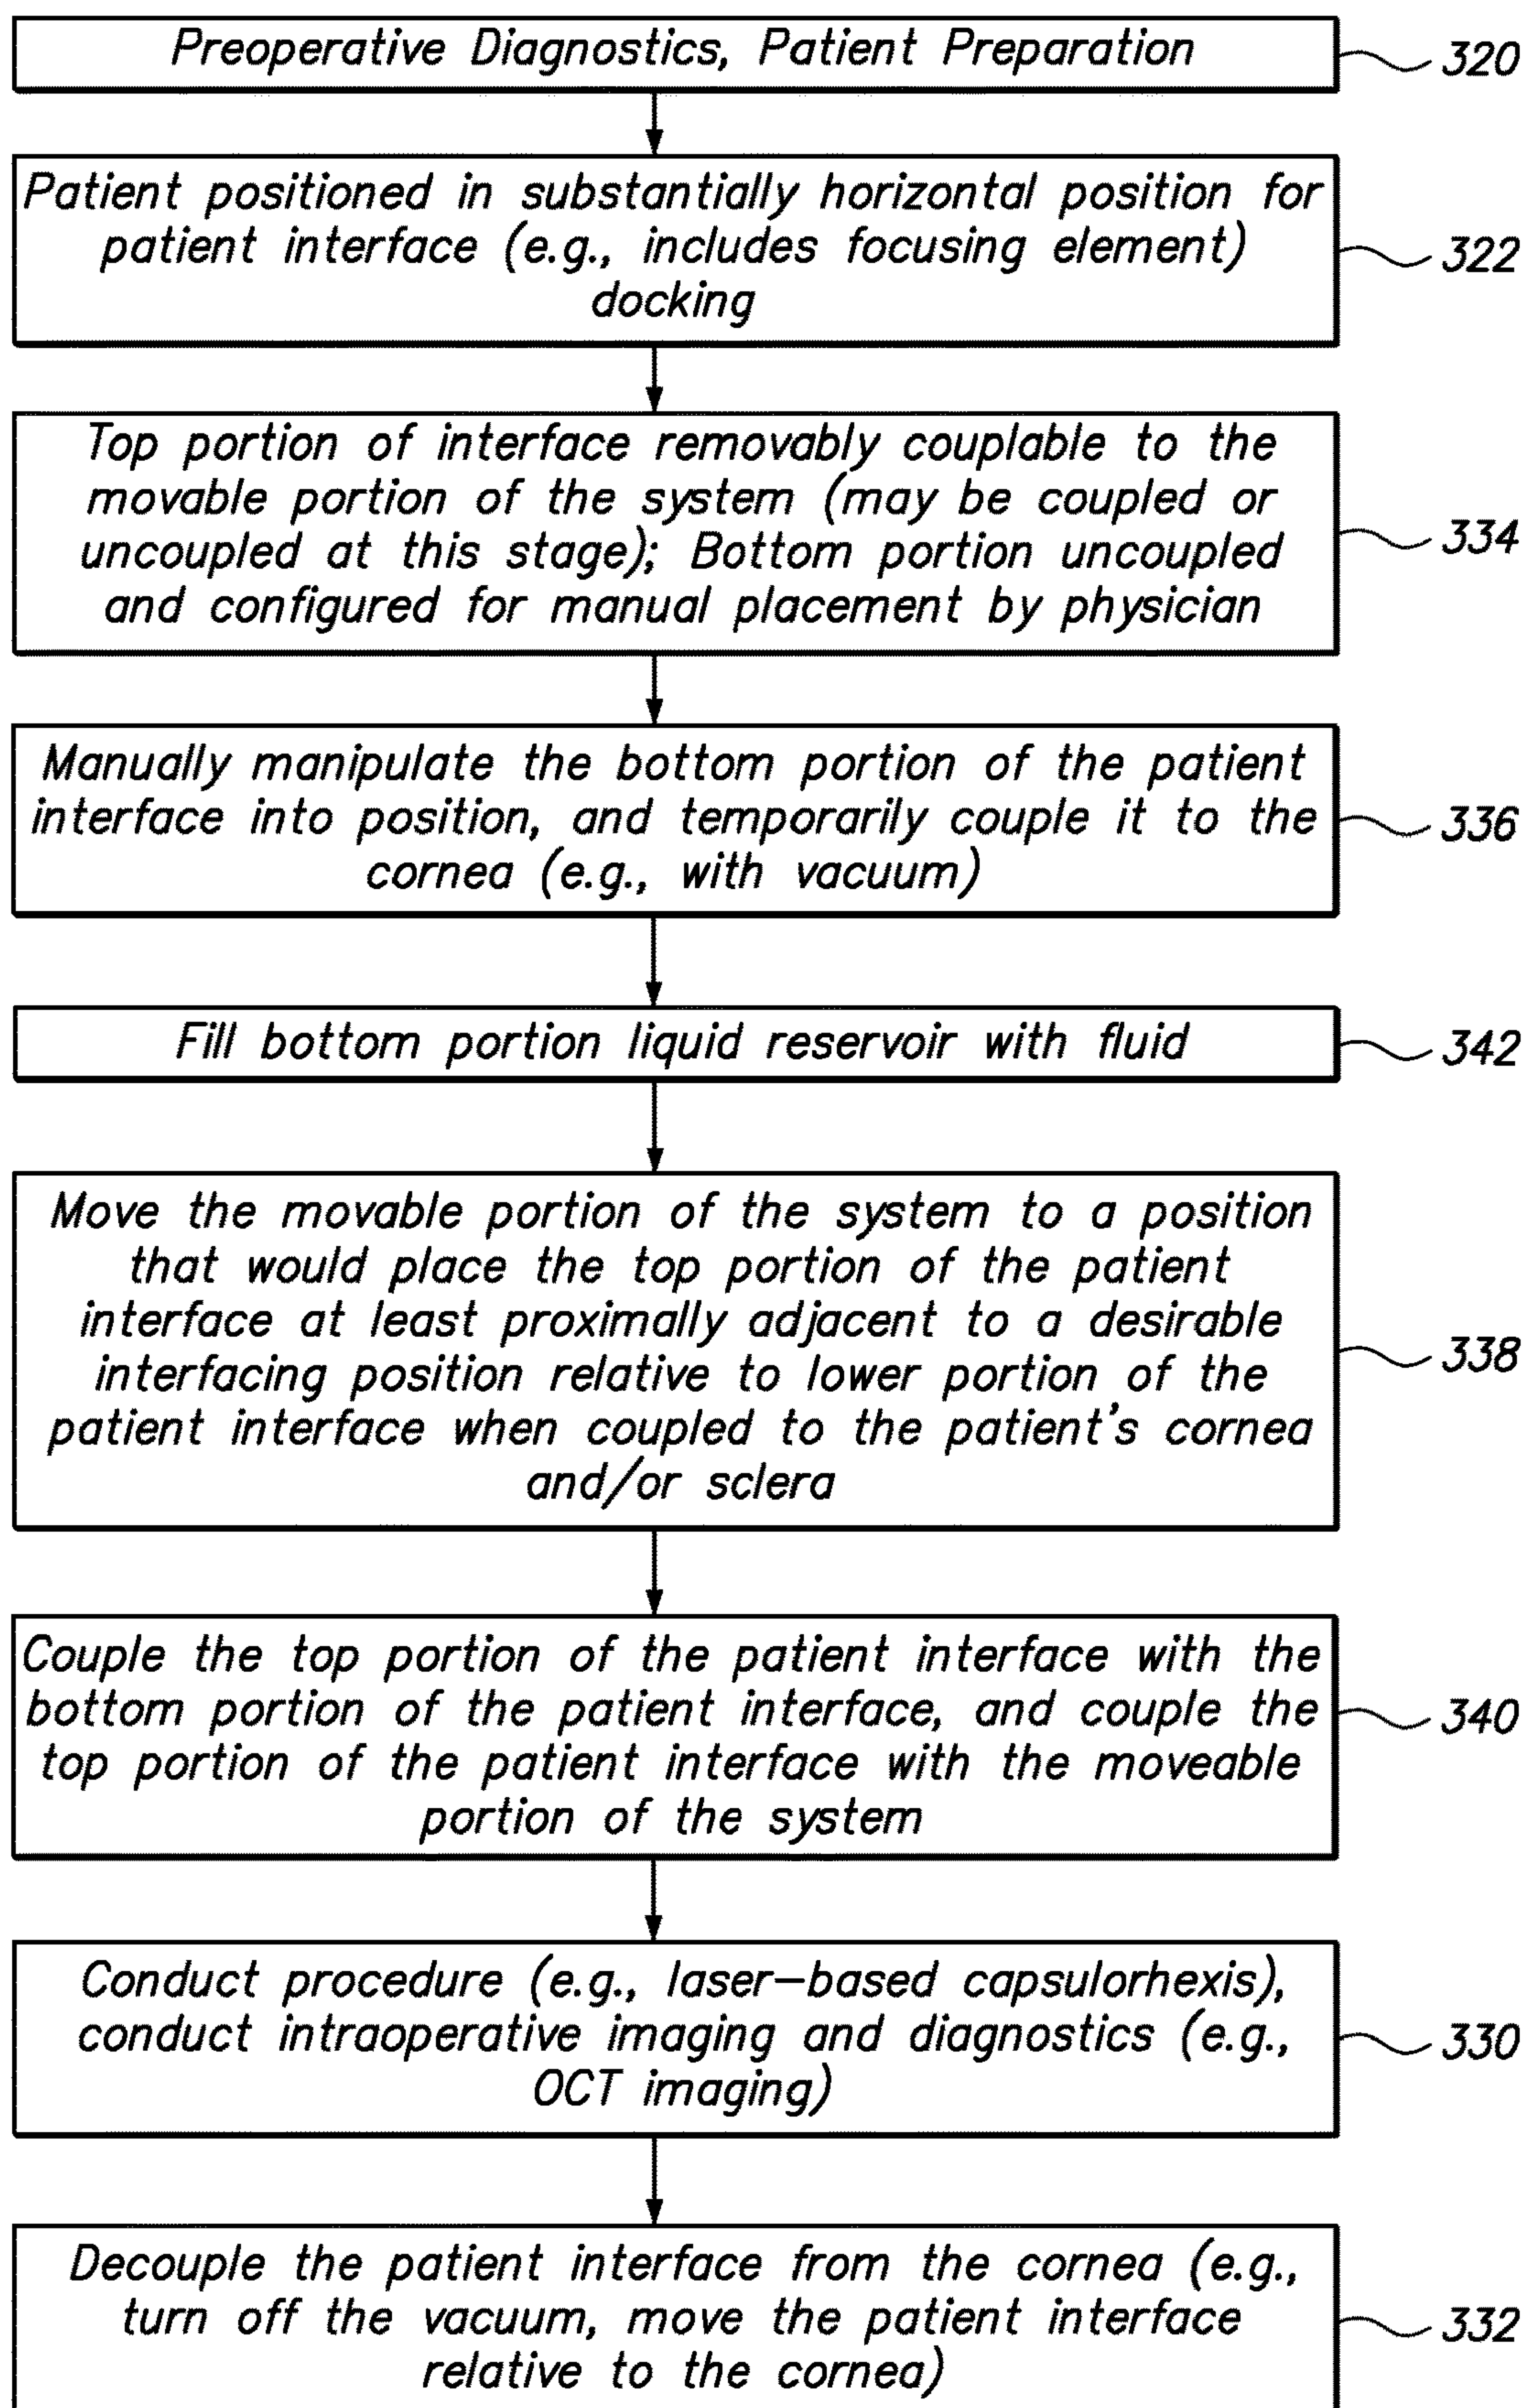 Preoperative Diagnostics, Patient Preparation
320
Patient positioned in substantially horizontal position for
patient interface (e.g., includes focusing element)
docking
322
Top portion of interface removably couplable to the
movable portion of the system (may be coupled or
uncoupled at this stage); Bottom portion uncoupled
and configured for manual placement by physician
334
Manually manipulate the bottom portion of the patient
interface into position, and temporarily couple it to the
cornea (e.g., with vacuum)
336
Fill bottom portion liquid reservoir with fluid
342
Move the movable portion of the system to a position
that would place the top portion of the patient
interface at least proximally adjacent to a desirable
interfacing position relative to lower portion of the
patient interface when coupled to the patient's cornea
and/or sclera
338
Couple the top portion of the patient interface with the
bottom portion of the patient interface, and couple the
top portion of the patient interface with the moveable
portion of the system
340
Conduct procedure (e.g., laser-based capsulorhexis),
conduct intraoperative imaging and diagnostics (e.g.,
OCT imaging)
330
Decouple the patient interface from the cornea (e.g.,
turn off the vacuum, move the patient interface
relative to the cornea)
332